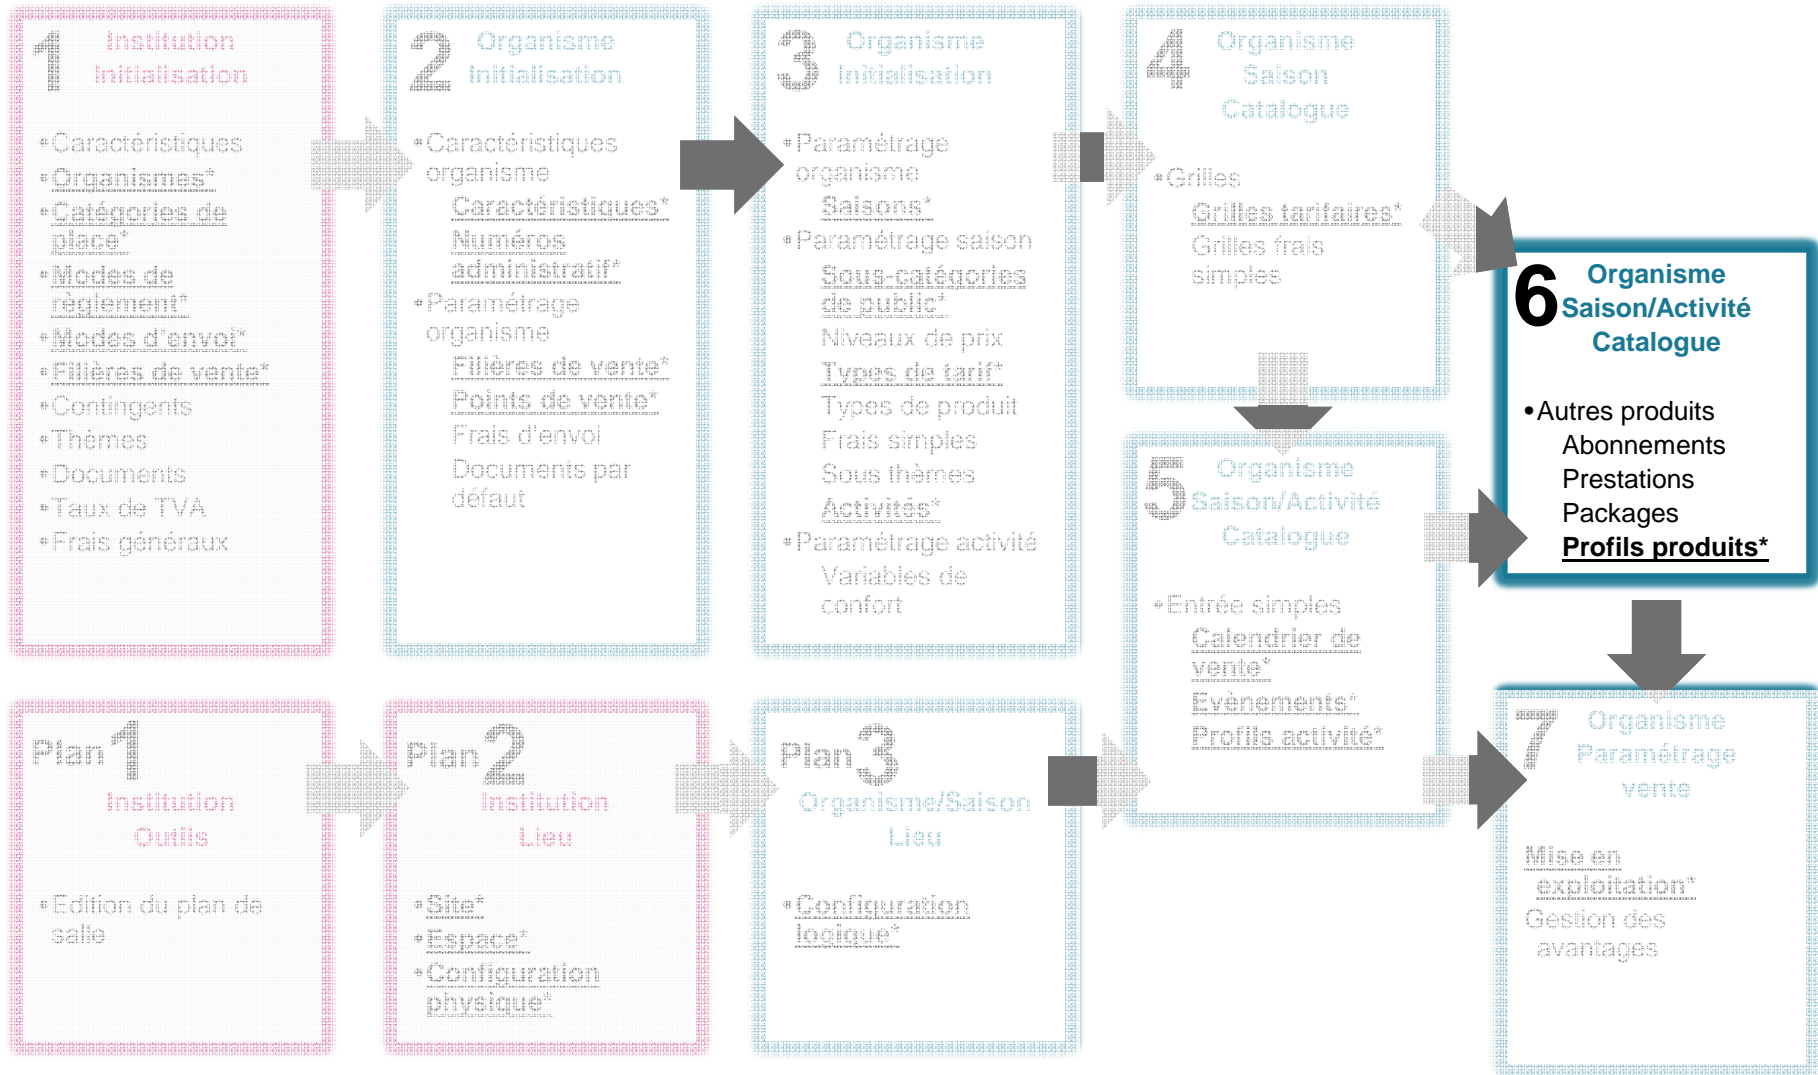 1
Institution
Initialisation
•Caractéristiques
•Organismes*
•Catégories de
place*
•Modes de
règlement*
•Modes d'envoi*
•Fillières de vente*
•Contingents
•Thèmes
•Documents
•Taux de TVA
•Frais généraux
2
Organisme
Initialisation
•Caractéristiques
organisme
Caractéristiques*
Numéros
administratif*
•Paramétrage
organisme
Fillières de vente*
Points de vente*
Frais d'envoi
Documents par
défaut
3
Organisme
Initialisation
•Paramétrage
organisme
Saisons*
•Paramétrage saison
Sous-catégories
de public*
Niveaux de prix
Types de tarif*
Types de produit
Frais simples
Sous thèmes
Activités*
•Paramétrage activité
Variables de
confort
4
Organisme
Saison
Catalogue
•Grilles
Grilles tarifaires*
Grilles frais
simples
5
Organisme
Saison/Activité
Catalogue
•Entrée simples
Calendrier de
vente*
Evènements*
Profils activité*
6
Organisme
Saison/Activité
Catalogue
•Autres produits
Abonnements
Prestations
Packages
Profils produits*
Plan 1
Institution
Outils
•Edition du plan de
salle
Plan 2
Institution
Lieu
•Site*
•Espace*
•Configuration
physique*
Plan 3
Organisme/Saison
Lieu
•Configuration
logique*
7
Organisme
Paramétrage
vente
Mise en
exploitation*
Gestion des
avantages